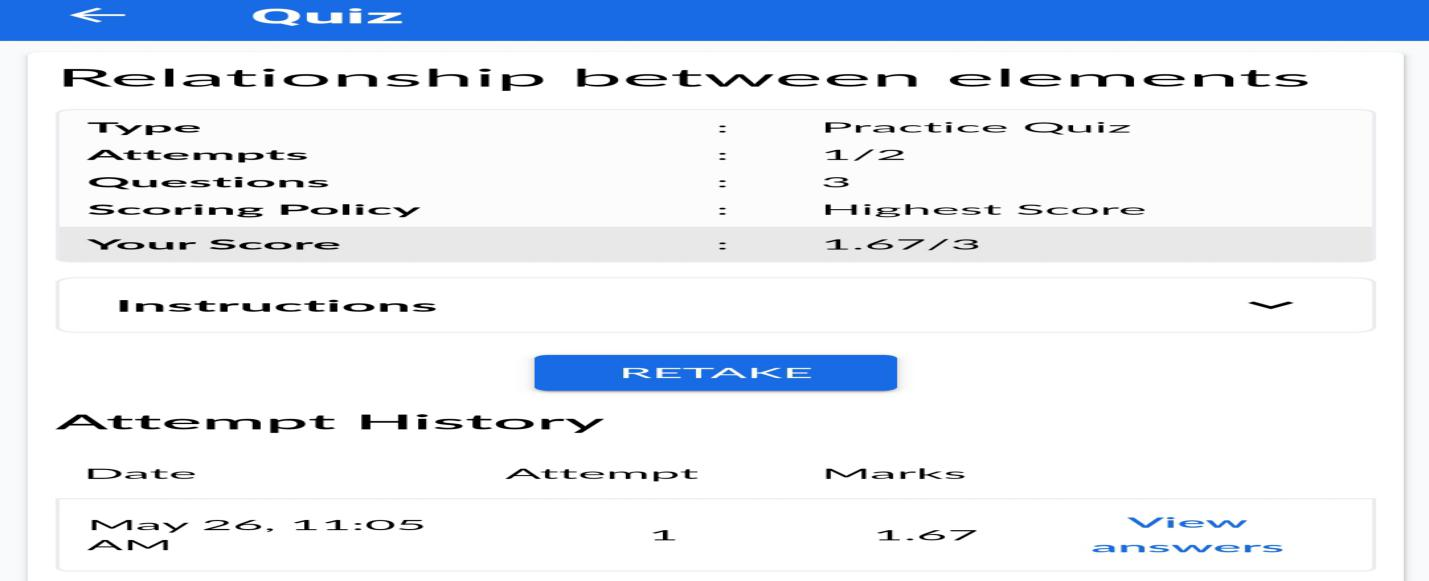 Quiz
Relationship between elements
Type : Practice Quiz
Attempts : 1/2
Questions : 3
Scoring Policy : Highest Score
Your Score : 1.67/3
Instructions
RETAKE
Attempt History
Date Attempt Marks
May 26, 11:05 AM 1 1.67 View answers